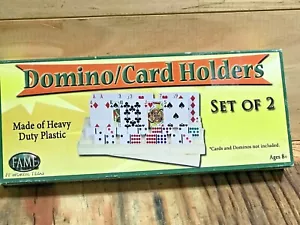 Domino/Card Holders
SET OF 2
Made of Heavy
Duty Plastic
FAME
*Cards and Dominos not included.
Ages 8+